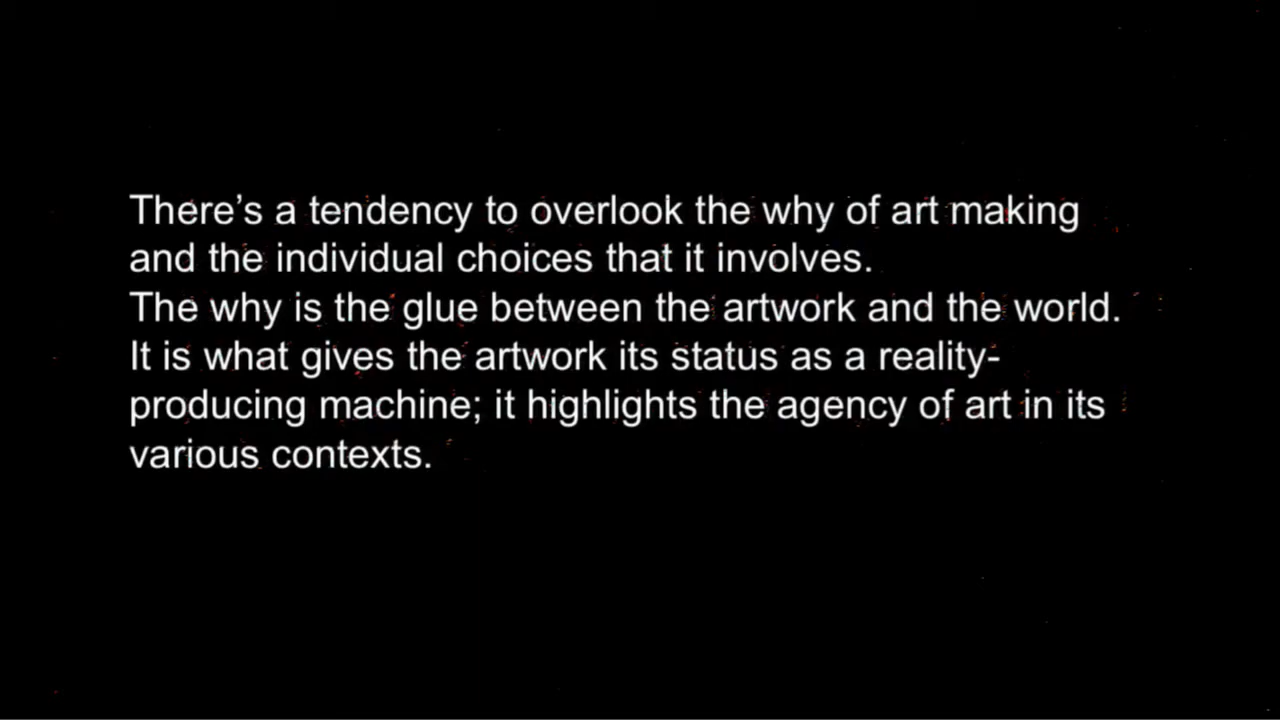 There’s a tendency to overlook the why of art making
and the individual choices that it involves.
The why is the glue between the artwork and the world.
It is what gives the artwork its status as a reality-
producing machine; it highlights the agency of art in its
various contexts.